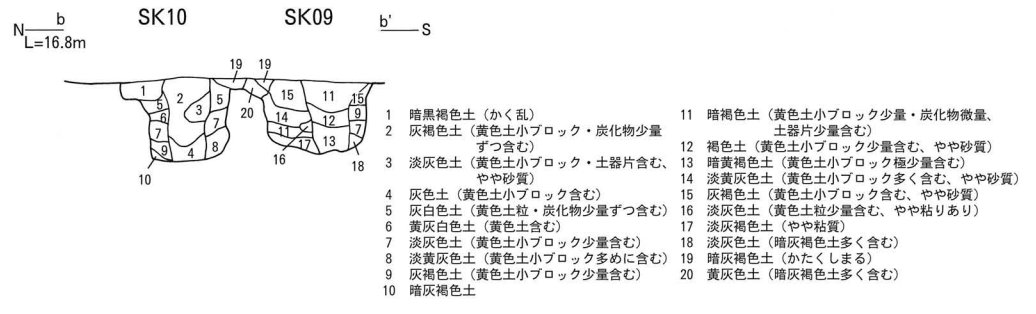 SK10 SK09
N b b' S
L=16.8m
19 19
1 2 5 3 5 20 15 11 15
6 7 14 12 9
7 11 13 7
9 4 8 17
10 16 18
1 暗黒褐色土（かく乱）
2 灰褐色土（黄色土小ブロック・炭化物少量
ずつ含む）
3 淡灰色土（黄色土小ブロック・土器片含む、
やや砂質）
4 灰色土（黄色土小ブロック含む）
5 灰白色土（黄色土粒・炭化物少量ずつ含む）
6 黄灰白色土（黄色土含む）
7 淡灰色土（黄色土小ブロック少量含む）
8 淡黄灰色土（黄色土小ブロック多めに含む）
9 灰褐色土（黄色土小ブロック少量含む）
10 暗灰褐色土
11 暗褐色土（黄色土小ブロック少量・炭化物微量、
土器片少量含む）
12 褐色土（黄色土小ブロック少量含む、やや砂質）
13 暗黄褐色土（黄色土小ブロック極少量含む）
14 淡黄褐色土（黄色土小ブロック多く含む、やや砂質）
15 灰褐色土（黄色土小ブロック含む、やや砂質）
16 淡灰色土（黄色土粒少量含む、やや粘りあり）
17 淡灰褐色土（やや粘質）
18 淡灰色土（暗灰褐色土多く含む）
19 暗灰褐色土（かたくしまる）
20 黄灰色土（暗灰褐色土多く含む）